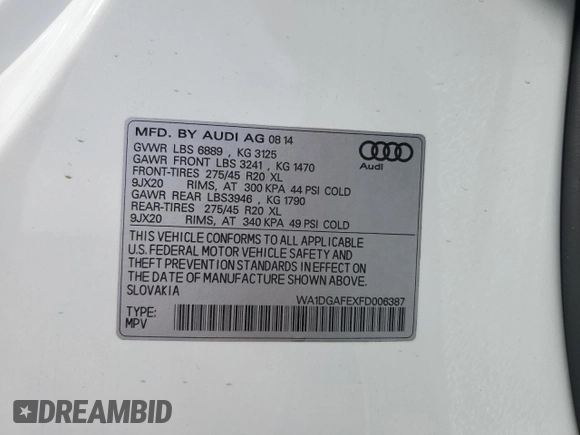 MFD. BY AUDI AG 08 14
GVWR LBS 6889 , KG 3125
GAWR FRONT LBS 3241 , KG 1470
FRONT-TIRES 275/45 R20 XL
9JX20 RIMS, AT 300 KPA 44 PSI COLD
GAWR REAR LBS3946 , KG 1790
REAR-TIRES 275/45 R20 XL
9JX20 RIMS, AT 340 KPA 49 PSI COLD
Audi
THIS VEHICLE CONFORMS TO ALL APPLICABLE
U.S. FEDERAL MOTOR VEHICLE SAFETY AND
THEFT PREVENTION STANDARDS IN EFFECT ON
THE DATE OF MANUFACTURE SHOWN ABOVE.
SLOVAKIA
WA1DGAFEXFD006387
TYPE:
MPV
DREAMBID